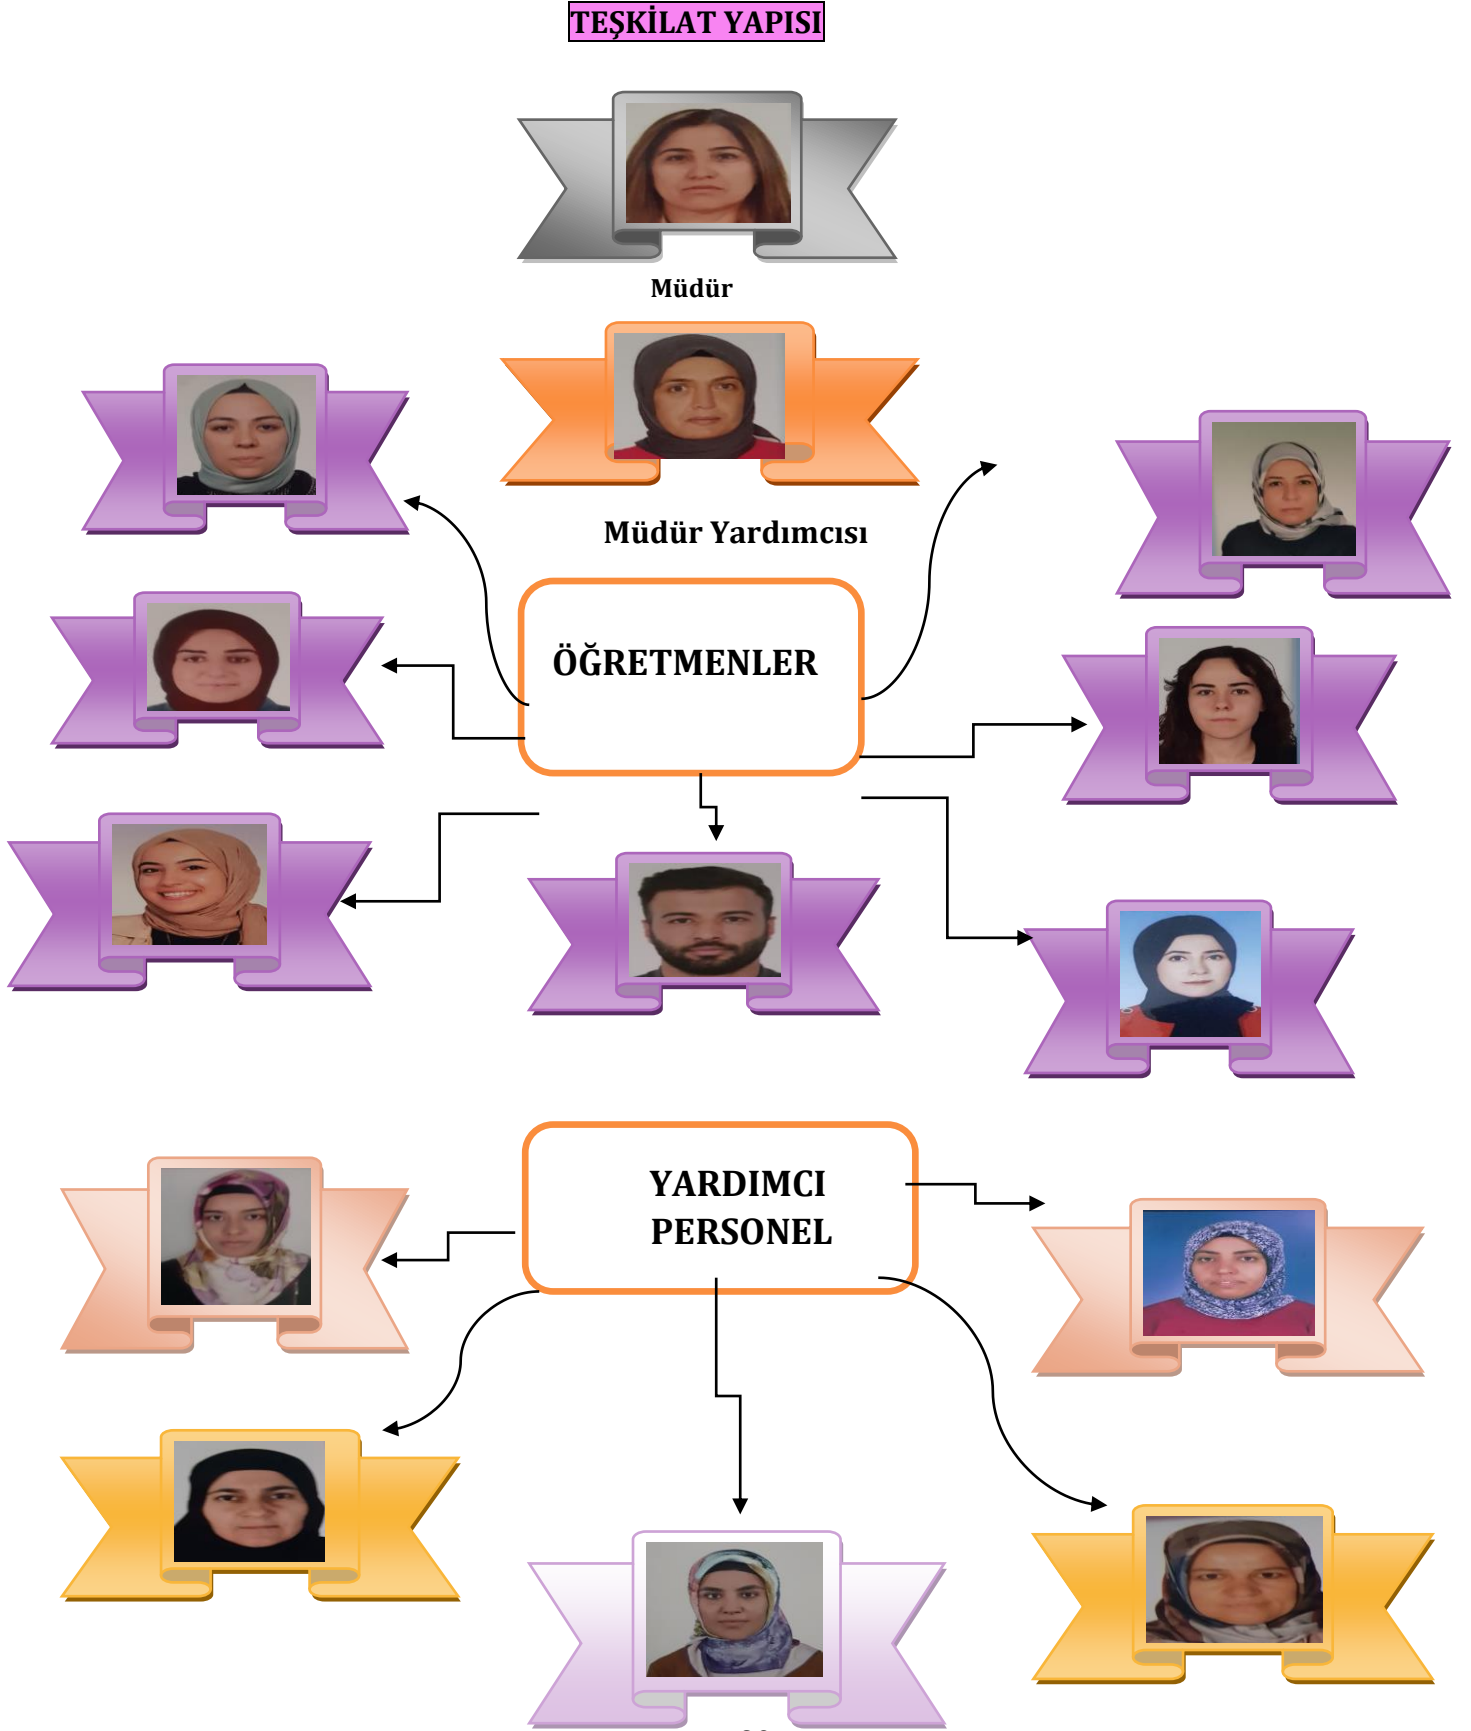 TEŞKİLAT YAPISI
Müdür
Müdür Yardımcısı
ÖĞRETMENLER
YARDIMCI
PERSONEL